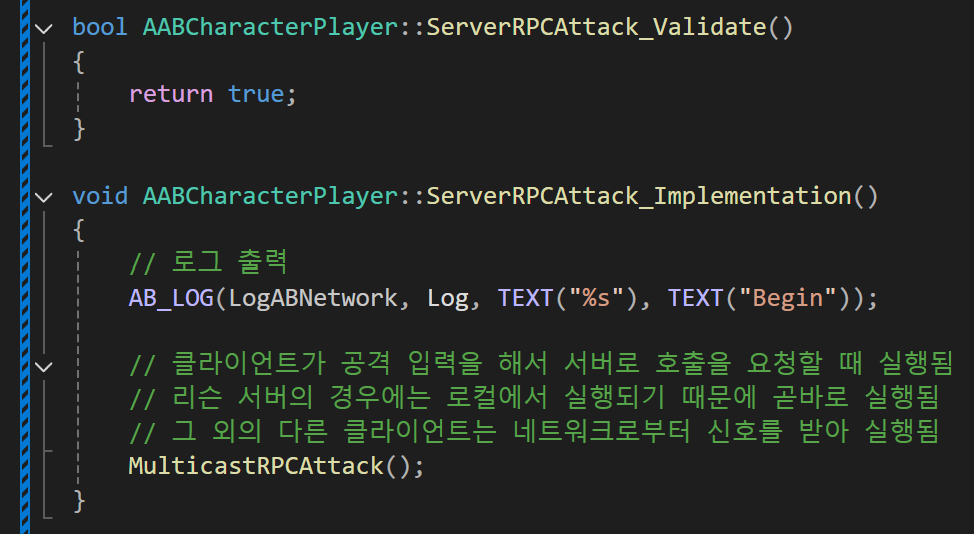 bool AABCharacterPlayer::ServerRPCAttack_Validate()
{
    return true;
}

void AABCharacterPlayer::ServerRPCAttack_Implementation()
{
    // 로그 출력
    AB_LOG(LogABNetwork, Log, TEXT("%s"), TEXT("Begin"));

    // 클라이언트가 공격 입력을 해서 서버로 호출을 요청할 때 실행됨
    // 리슨 서버의 경우에는 로컬에서 실행되기 때문에 곧바로 실행됨
    // 그 외의 다른 클라이언트는 네트워크로부터 신호를 받아 실행됨
    MulticastRPCAttack();
}